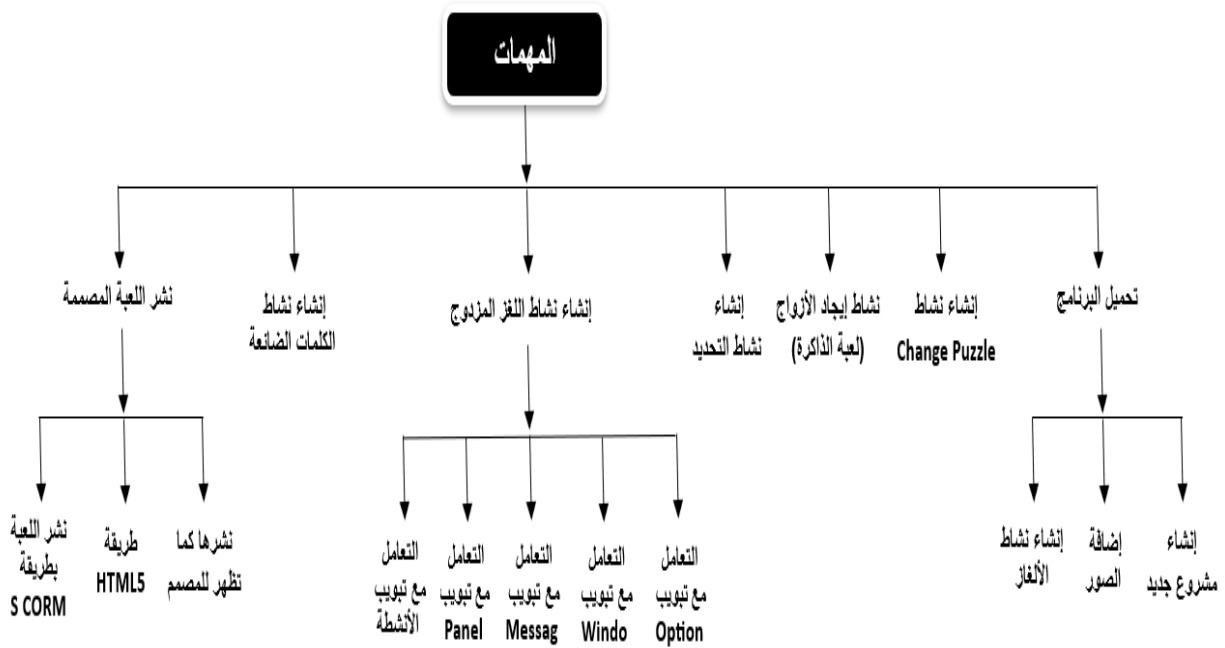 المهمات
تحميل البرنامج
إنشاء نشاط
Change Puzzle
نشاط إيجاد الأزواج
(لعبة الذاكرة)
إنشاء
نشاط التحديد
إنشاء نشاط اللغز المزدوج
إنشاء نشاط
الكلمات الضائعة
نشر اللعبة المصممة
إنشاء
مشروع جديد
إضافة
الصور
إنشاء نشاط
الألغاز
التعامل
مع تبويب
Option
التعامل
مع تبويب
Windo
التعامل
مع تبويب
Messag
التعامل
مع تبويب
Panel
التعامل
مع تبويب
الأنشطة
نشرها كما
تظهر للمصمم
طريقة
HTML5
نشر اللعبة
بطريقة
S CORM